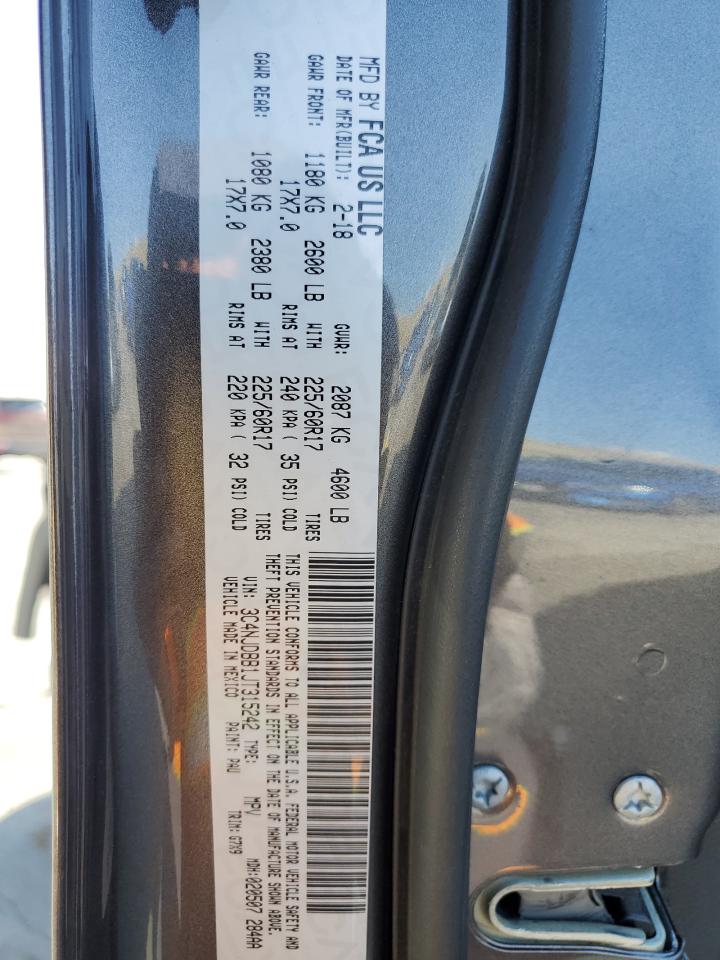 MFD BY FCA US LLC
DATE OF MFR(BUILT): 2-18 GVWR: 2087 KG 4600 LB
GAWR FRONT: 1180 KG 2600 LB WITH 225/60R17 TIRES
17X7.0 RIMS AT 240 KPA ( 35 PSI) COLD
GAWR REAR: 1080 KG 2380 LB WITH 225/60R17 TIRES
17X7.0 RIMS AT 220 KPA ( 32 PSI) COLD
THIS VEHICLE CONFORMS TO ALL APPLICABLE U.S.A. FEDERAL MOTOR VEHICLE SAFETY AND
THEFT PREVENTION STANDARDS IN EFFECT ON THE DATE OF MANUFACTURE SHOWN ABOVE.
VIN: 3C4NJDBB1JT315242 TYPE: MPV MDH:020507 284AA
VEHICLE MADE IN MEXICO PAINT: PAU TRIM: G7X9